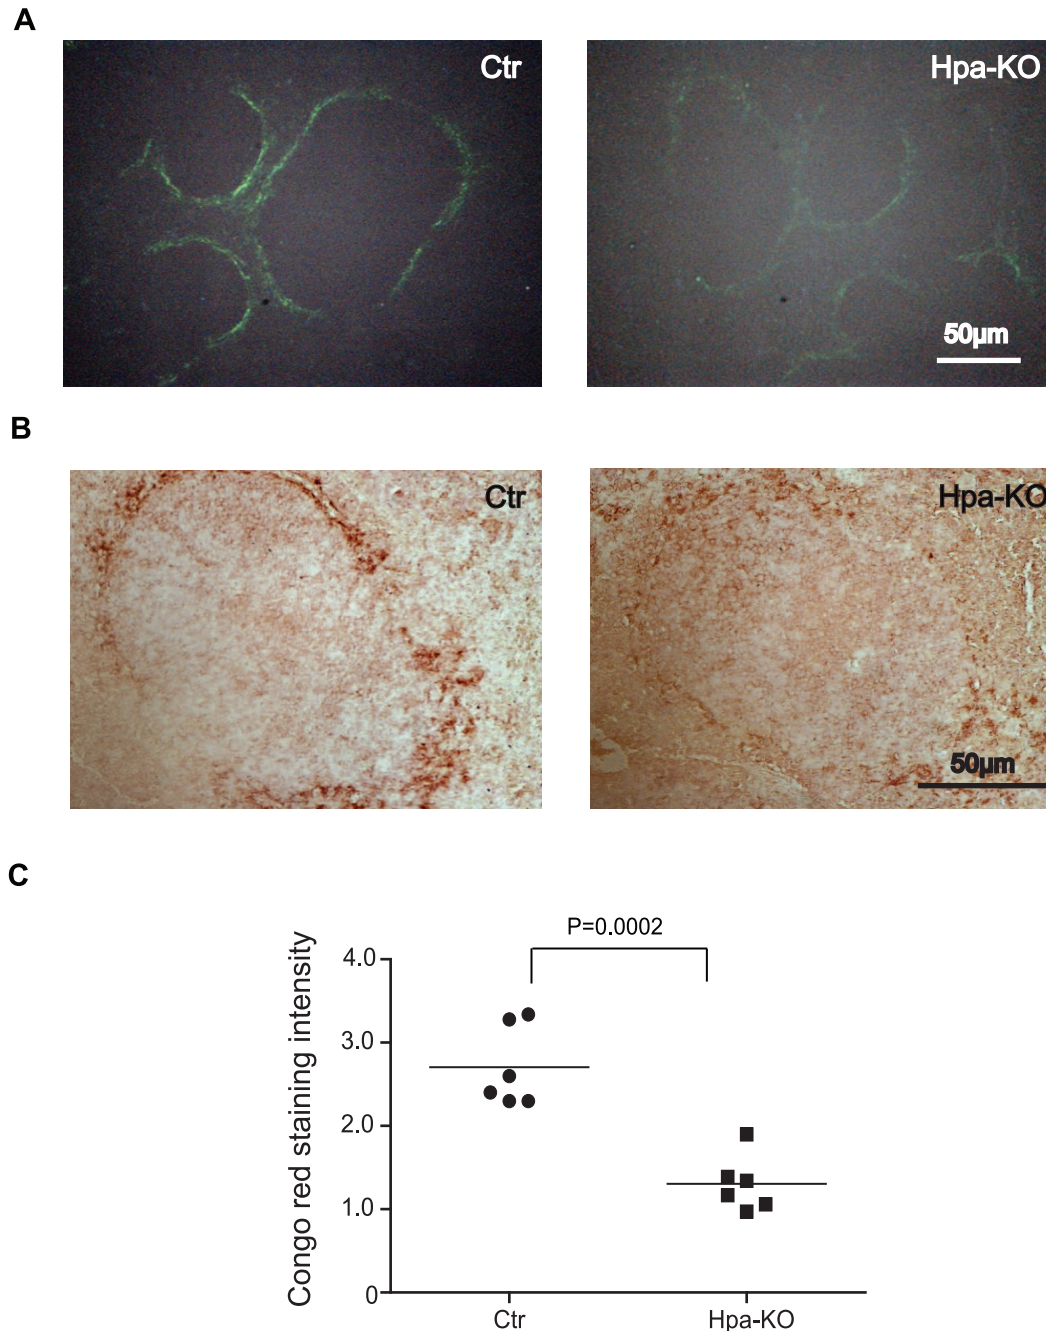 A
Ctr
Hpa-KO
50μm
B
Ctr
Hpa-KO
50μm
C
P=0.0002
Congo red staining intensity
4.0
3.0
2.0
1.0
0
Ctr
Hpa-KO